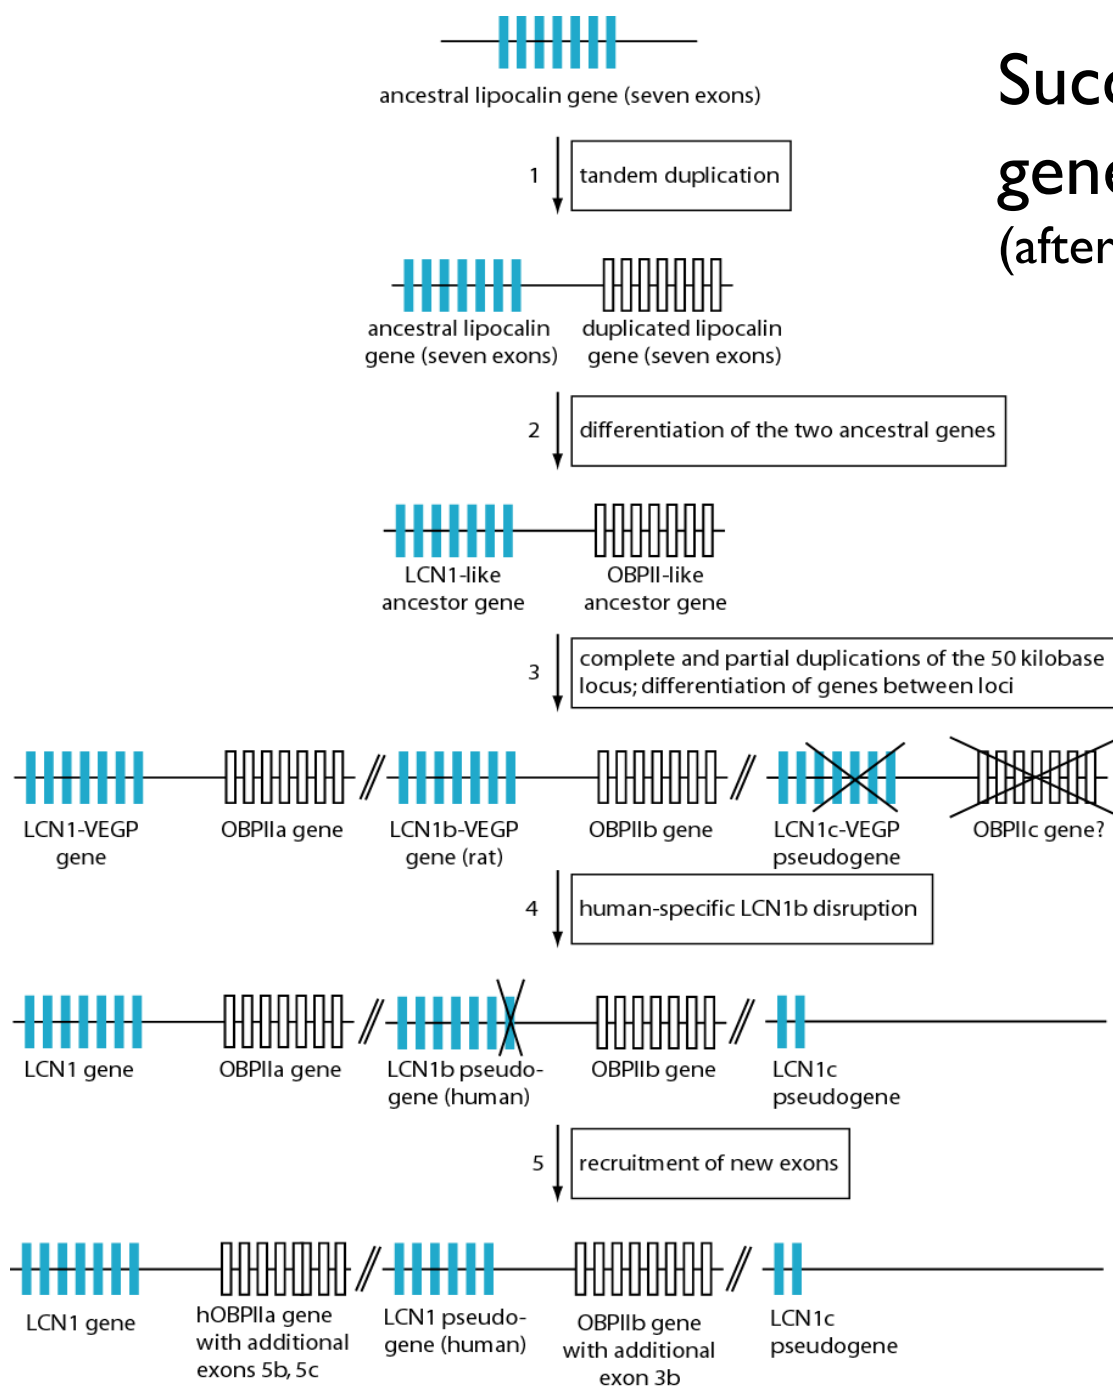 ancestral lipocalin gene (seven exons)
1
tandem duplication
ancestral lipocalin
gene (seven exons)
duplicated lipocalin
gene (seven exons)
2
differentiation of the two ancestral genes
LCN1-like
ancestor gene
OBPII-like
ancestor gene
3
complete and partial duplications of the 50 kilobase
locus; differentiation of genes between loci
LCN1-VEGP
gene
OBPIIa gene
LCN1b-VEGP
gene (rat)
OBPIIb gene
LCN1c-VEGP
pseudogene
OBPIIc gene?
4
human-specific LCN1b disruption
LCN1 gene
OBPIIa gene
LCN1b pseudo-
gene (human)
OBPIIb gene
LCN1c
pseudogene
5
recruitment of new exons
LCN1 gene
hOBPIIa gene
with additional
exons 5b, 5c
LCN1 pseudo-
gene (human)
OBPIIb gene
with additional
exon 3b
LCN1c
pseudogene
(after